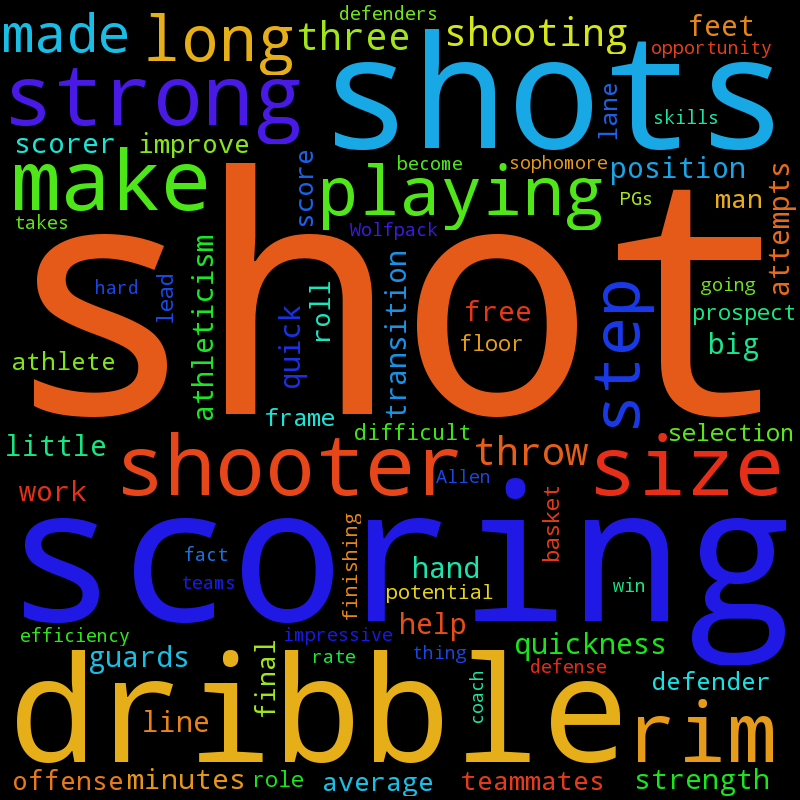 defenders
made
long
three
shooting
feet
opportunity
strong
shots
lane
skills
scorer
improve
make
score
become
sophomore
position
playing
PGs
man
attempts
takes
Wolfpack
shot
hard
lead
athleticism
quick
roll
transition
free
floor
step
going
prospect
big
athlete
frame
difficult
selection
little
shooter
throw
size
work
Allen
basket
scoring
fact
teams
finishing
hand
potential
win
efficiency
impressive
help
quickness
guards
rate
final
thing
coach
defense
defender
dribble
line
rim
offense
minutes
role
average
teammates
strength